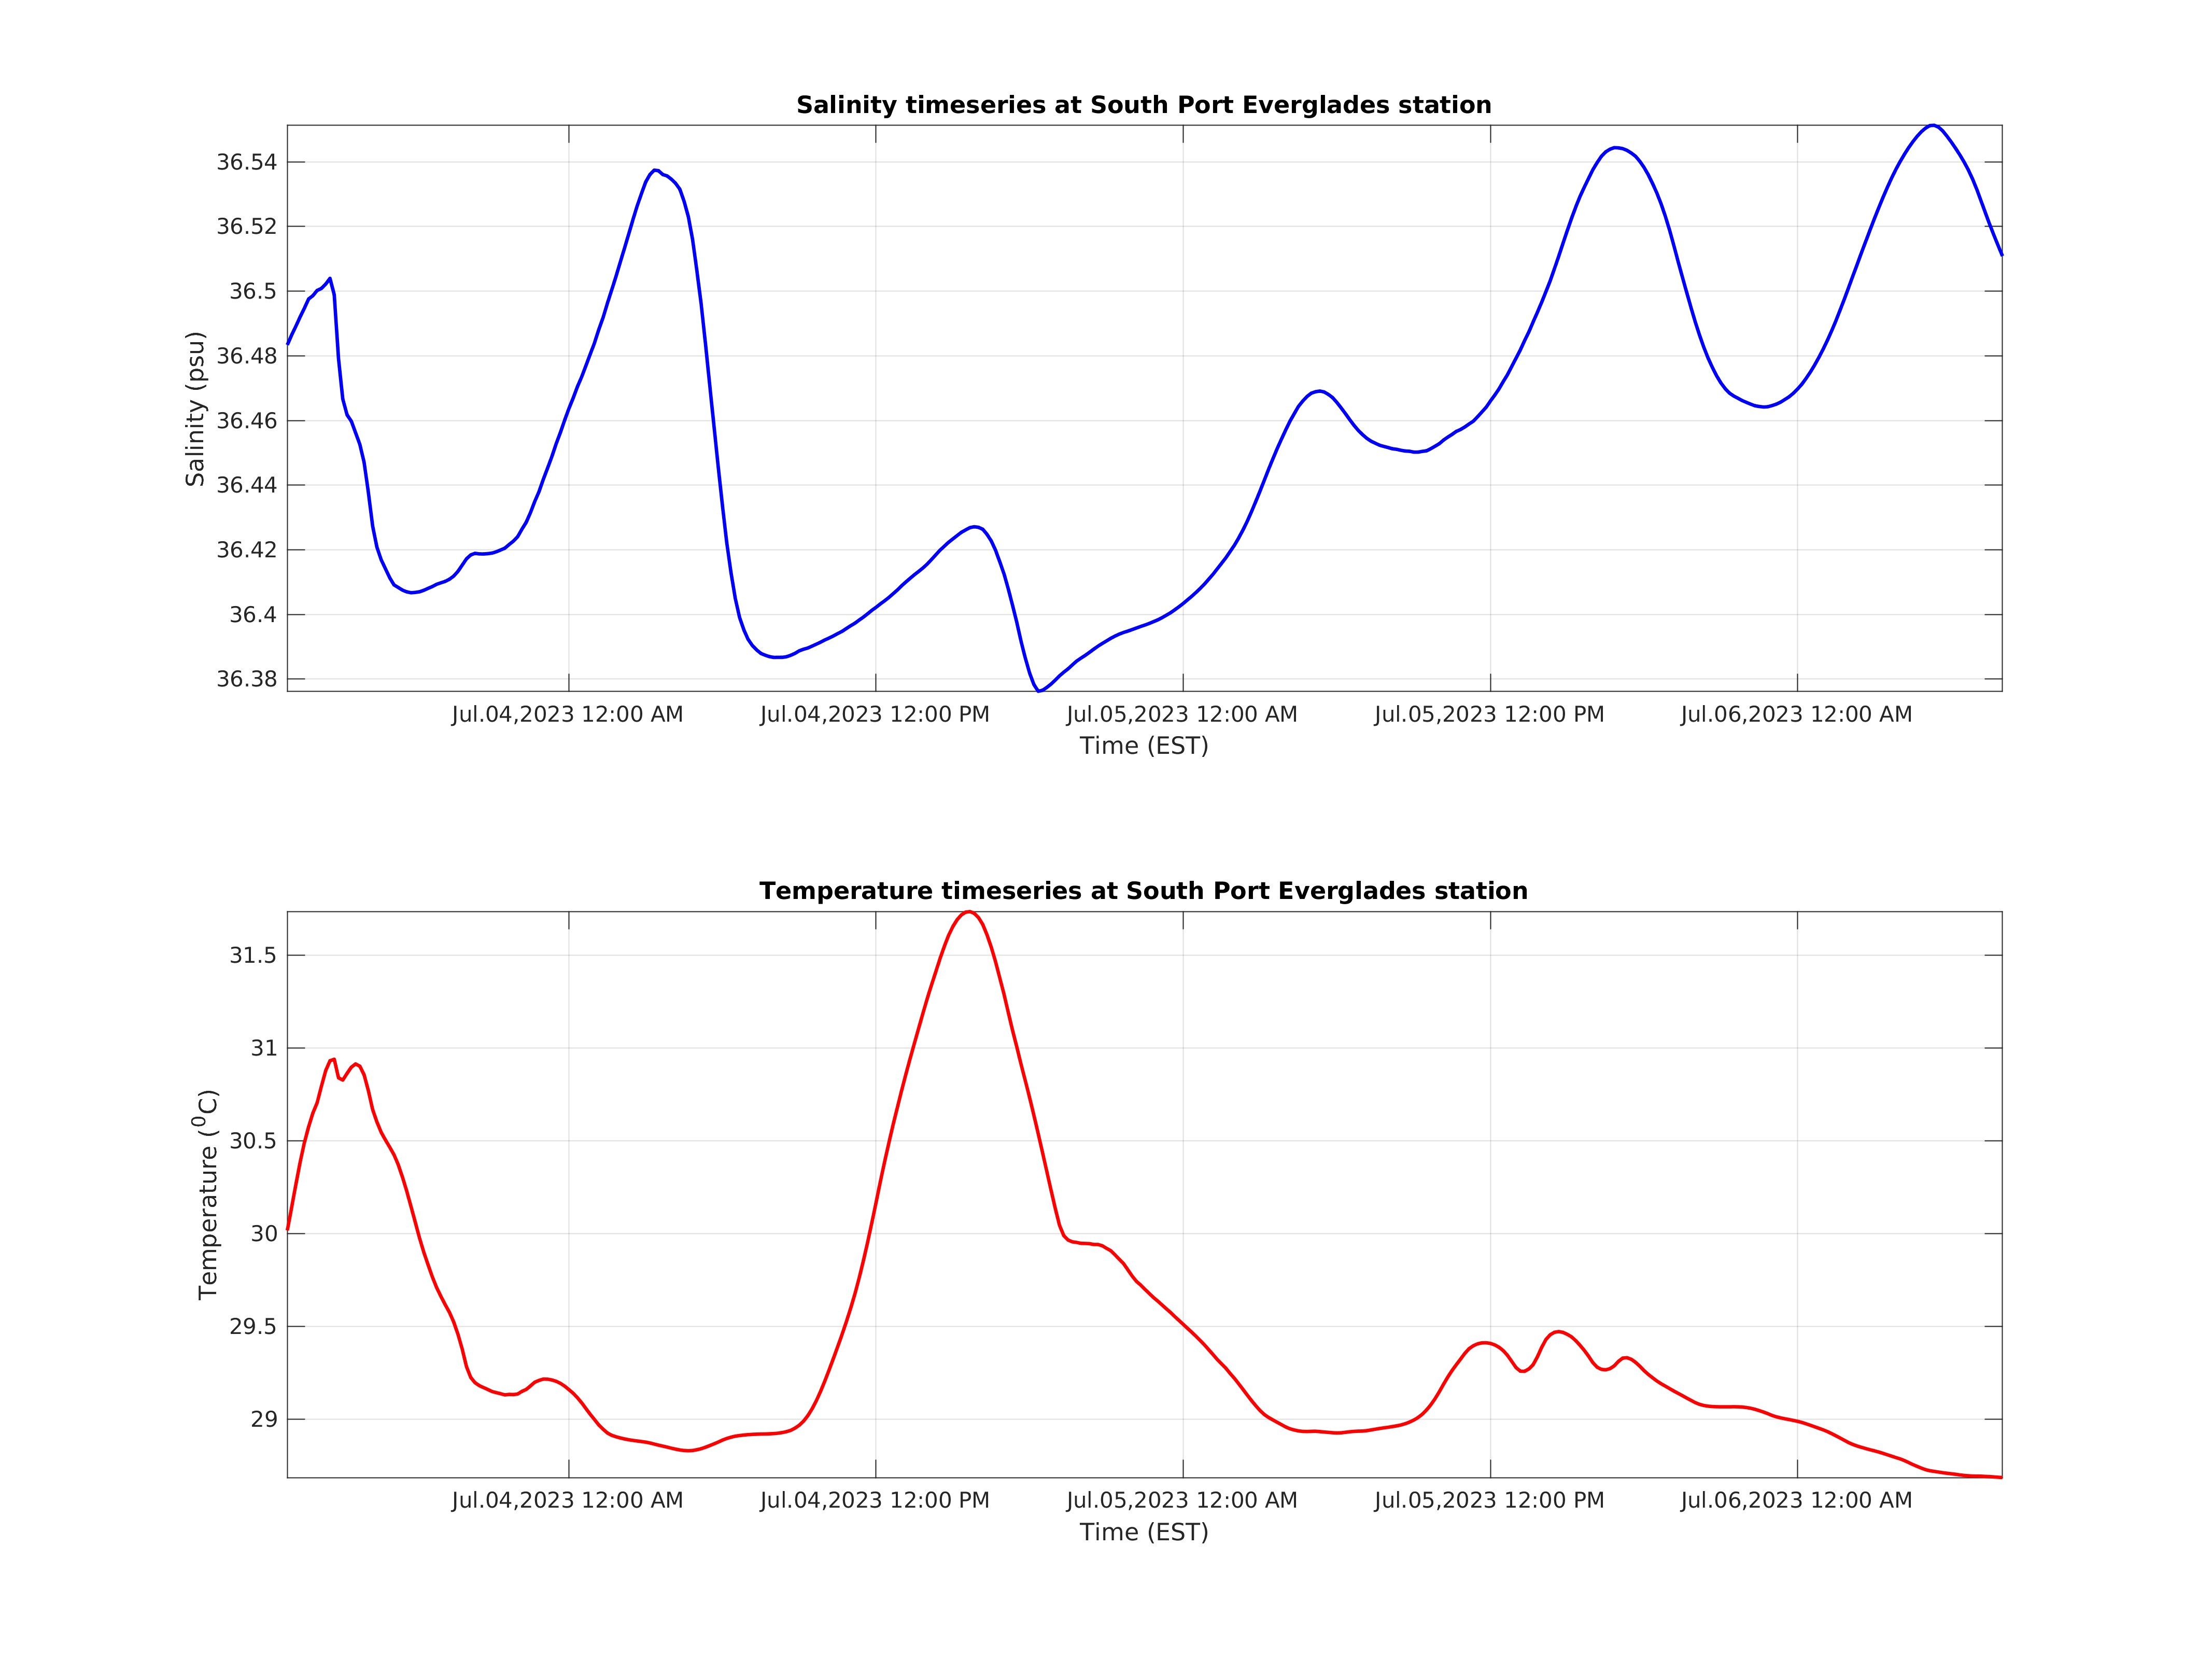 Salinity timeseries at South Port Everglades station
36.54
36.52
36.5
36.48
36.46
36.44
36.42
36.4
36.38
Salinity (psu)
Jul.04,2023 12:00 AM Jul.04,2023 12:00 PM Jul.05,2023 12:00 AM Jul.05,2023 12:00 PM Jul.06,2023 12:00 AM
Time (EST)
Temperature timeseries at South Port Everglades station
31.5
31
30.5
30
29.5
29
Temperature (⁰C)
Jul.04,2023 12:00 AM Jul.04,2023 12:00 PM Jul.05,2023 12:00 AM Jul.05,2023 12:00 PM Jul.06,2023 12:00 AM
Time (EST)